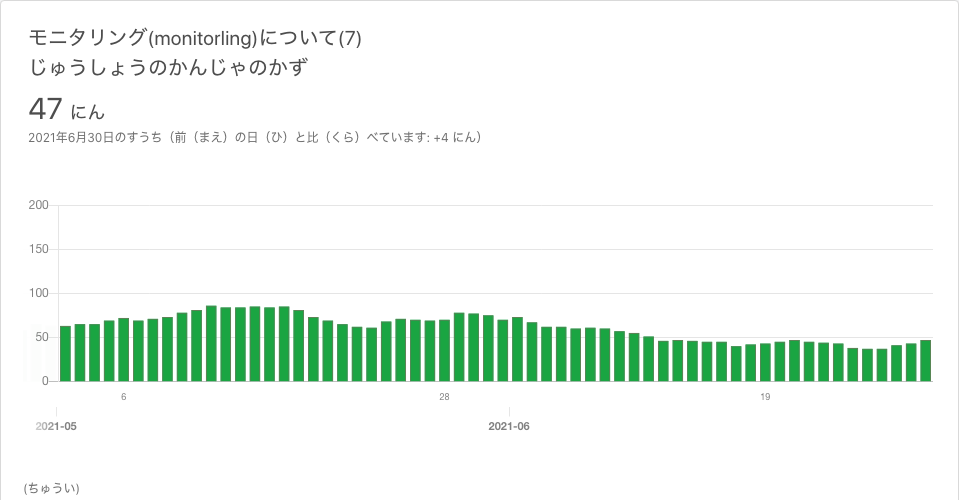 モニタリング(monitorling)について(7)
じゅうしょうのかんじゃのかず
47 にん
2021年6月30日のすうち（前（まえ）の日（ひ）と比（くら）べています: +4 にん）
200
150
100
50
0
6 28 19
2021-05 2021-06
(ちゅうい)